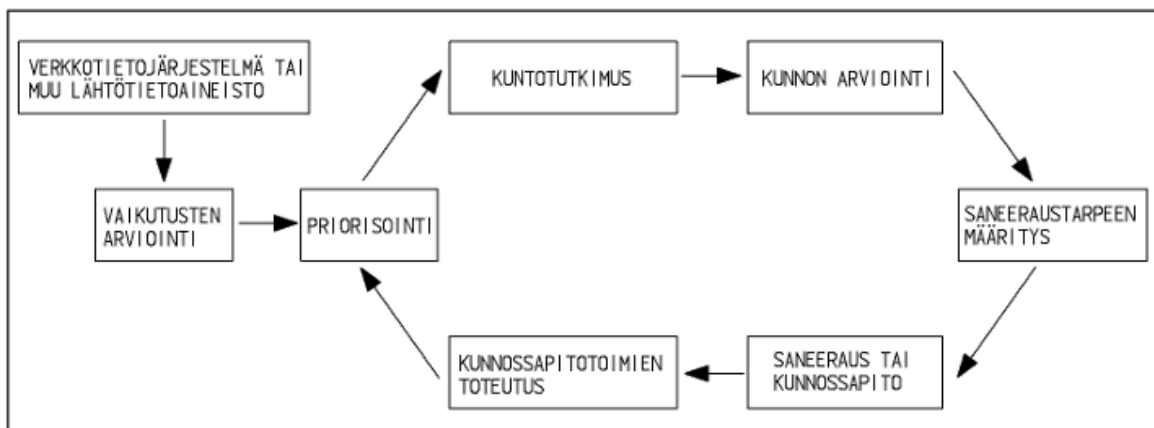 VERKKOTIETOJÄRJESTELMÄ TAI
MUU LÄHTÖTIETOAINEISTO
KUNTOTUTKIMUS
KUNNON ARVIOINTI
VAIKUTUSTEN
ARVIOINTI
PRIORISOINTI
SANEERAUSTARPEEN
MÄÄRITYS
KUNNOSSAPITOTOIMIEN
TOTEUTUS
SANEERAUS TAI
KUNNOSSAPITO